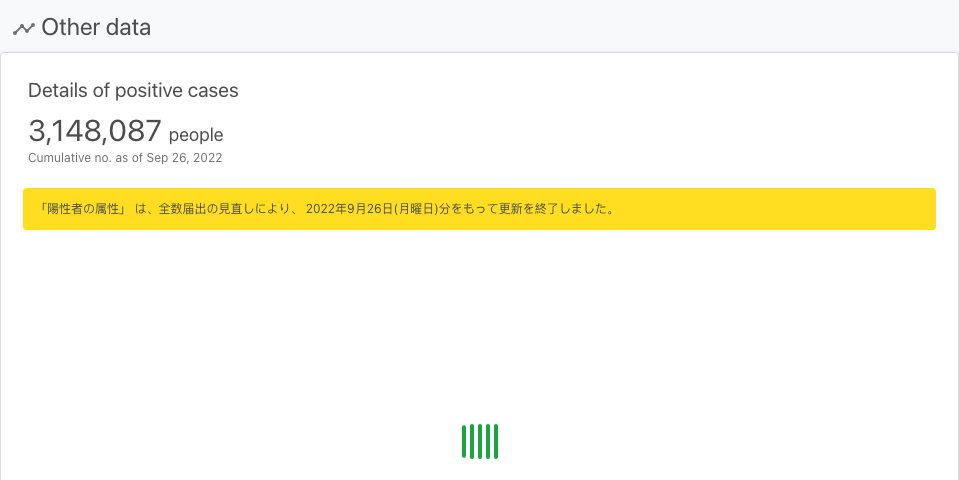 Other data
Details of positive cases
3,148,087 people
Cumulative no. as of Sep 26, 2022
「陽性者の属性」 は、全数届出の見直しにより、 2022年9月26日(月曜日)分をもって更新を終了しました。